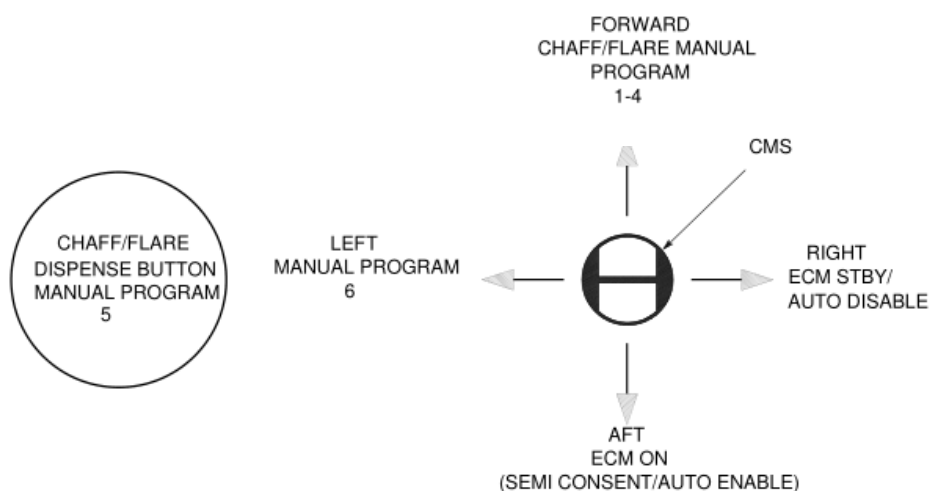 FORWARD
CHAFF/FLARE MANUAL
PROGRAM
1-4
CMS
CHAFF/FLARE
DISPENSE BUTTON
MANUAL PROGRAM
5
LEFT
MANUAL PROGRAM
6
RIGHT
ECM STBY/
AUTO DISABLE
AFT
ECM ON
(SEMI CONSENT/AUTO ENABLE)